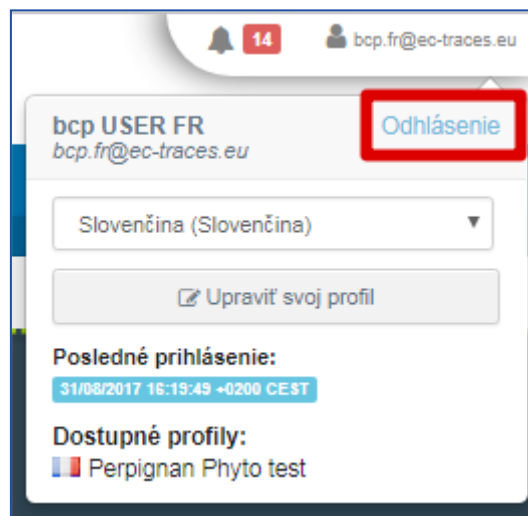 14 bcp.fr@ec-traces.eu
bcp USER FR Odhlásenie
bcp.fr@ec-traces.eu
Slovenčina (Slovenčina)
Upraviť svoj profil
Posledné prihlásenie:
31/08/2017 16:19:49 +0200 CEST
Dostupné profily:
Perpignan Phyto test